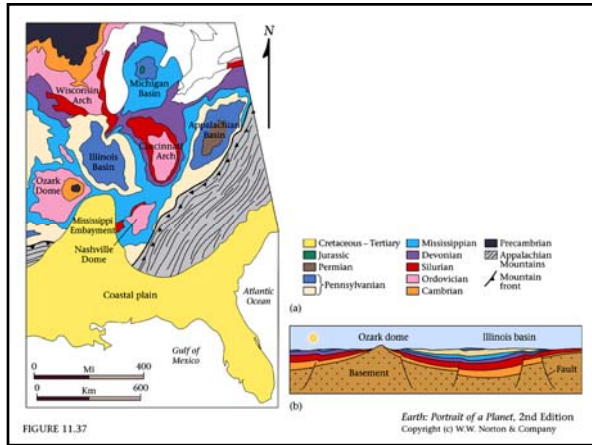 N
Wisconsin
Arch
Michigan
Basin
Appalachian
Basin
Cincinnati
Arch
Illinois
Basin
Ozark
Dome
Mississippi
Embayment
Nashville
Dome
Coastal plain
Atlantic
Ocean
Gulf of
Mexico
0 400
Mi
0 600
Km
Cretaceous – Tertiary
Jurassic
Permian
Pennsylvanian
Mississippian
Devonian
Silurian
Ordovician
Cambrian
Precambrian
Appalachian
Mountains
Mountain
front
(a)
Ozark dome Illinois basin
Basement Fault
(b)
FIGURE 11.37
Earth: Portrait of a Planet, 2nd Edition
Copyright (c) W.W. Norton & Company